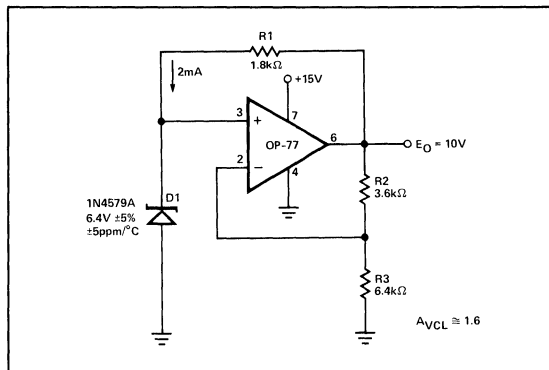 R1
1.8kΩ
2mA
+15V
3
+
7
OP-77
6
E₀ = 10V
2
−
4
R2
3.6kΩ
1N4579A
D1
6.4V ±5%
±5ppm/°C
R3
6.4kΩ
A_VCL ≅ 1.6